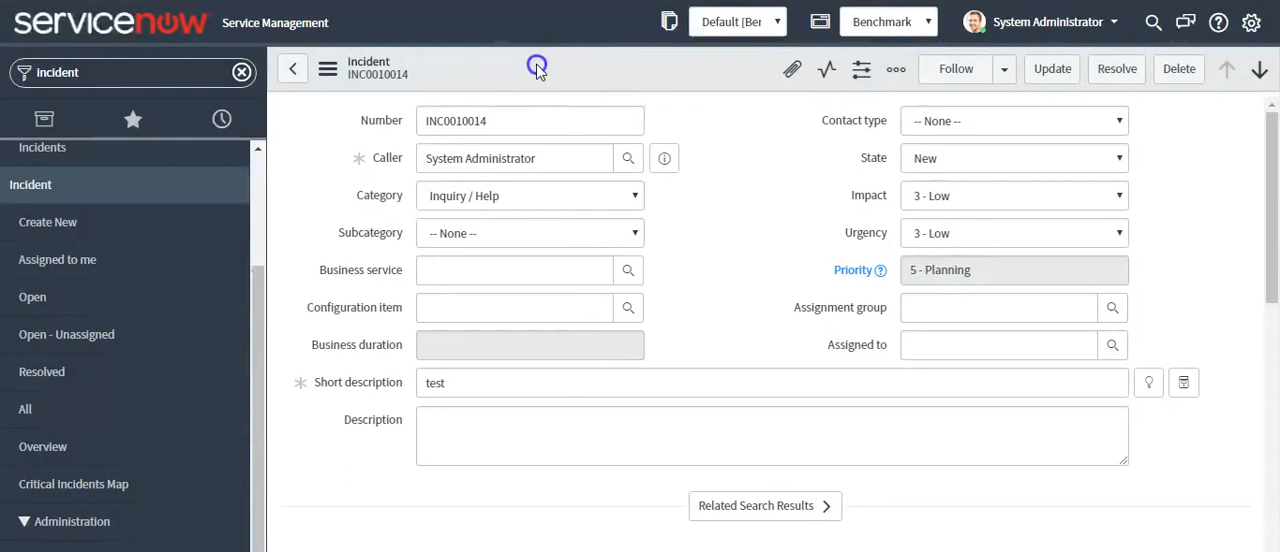 servicenow Service Management
Default [Ber
Benchmark
System Administrator
incident
Incident
INC0010014
Follow
Update
Resolve
Delete
Incidents
Incident
Create New
Assigned to me
Open
Open - Unassigned
Resolved
All
Overview
Critical Incidents Map
Administration
Number INC0010014
Caller System Administrator
Category Inquiry / Help
Subcategory -- None --
Business service
Configuration item
Business duration
Contact type -- None --
State New
Impact 3 - Low
Urgency 3 - Low
Priority 5 - Planning
Assignment group
Assigned to
Short description test
Description
Related Search Results